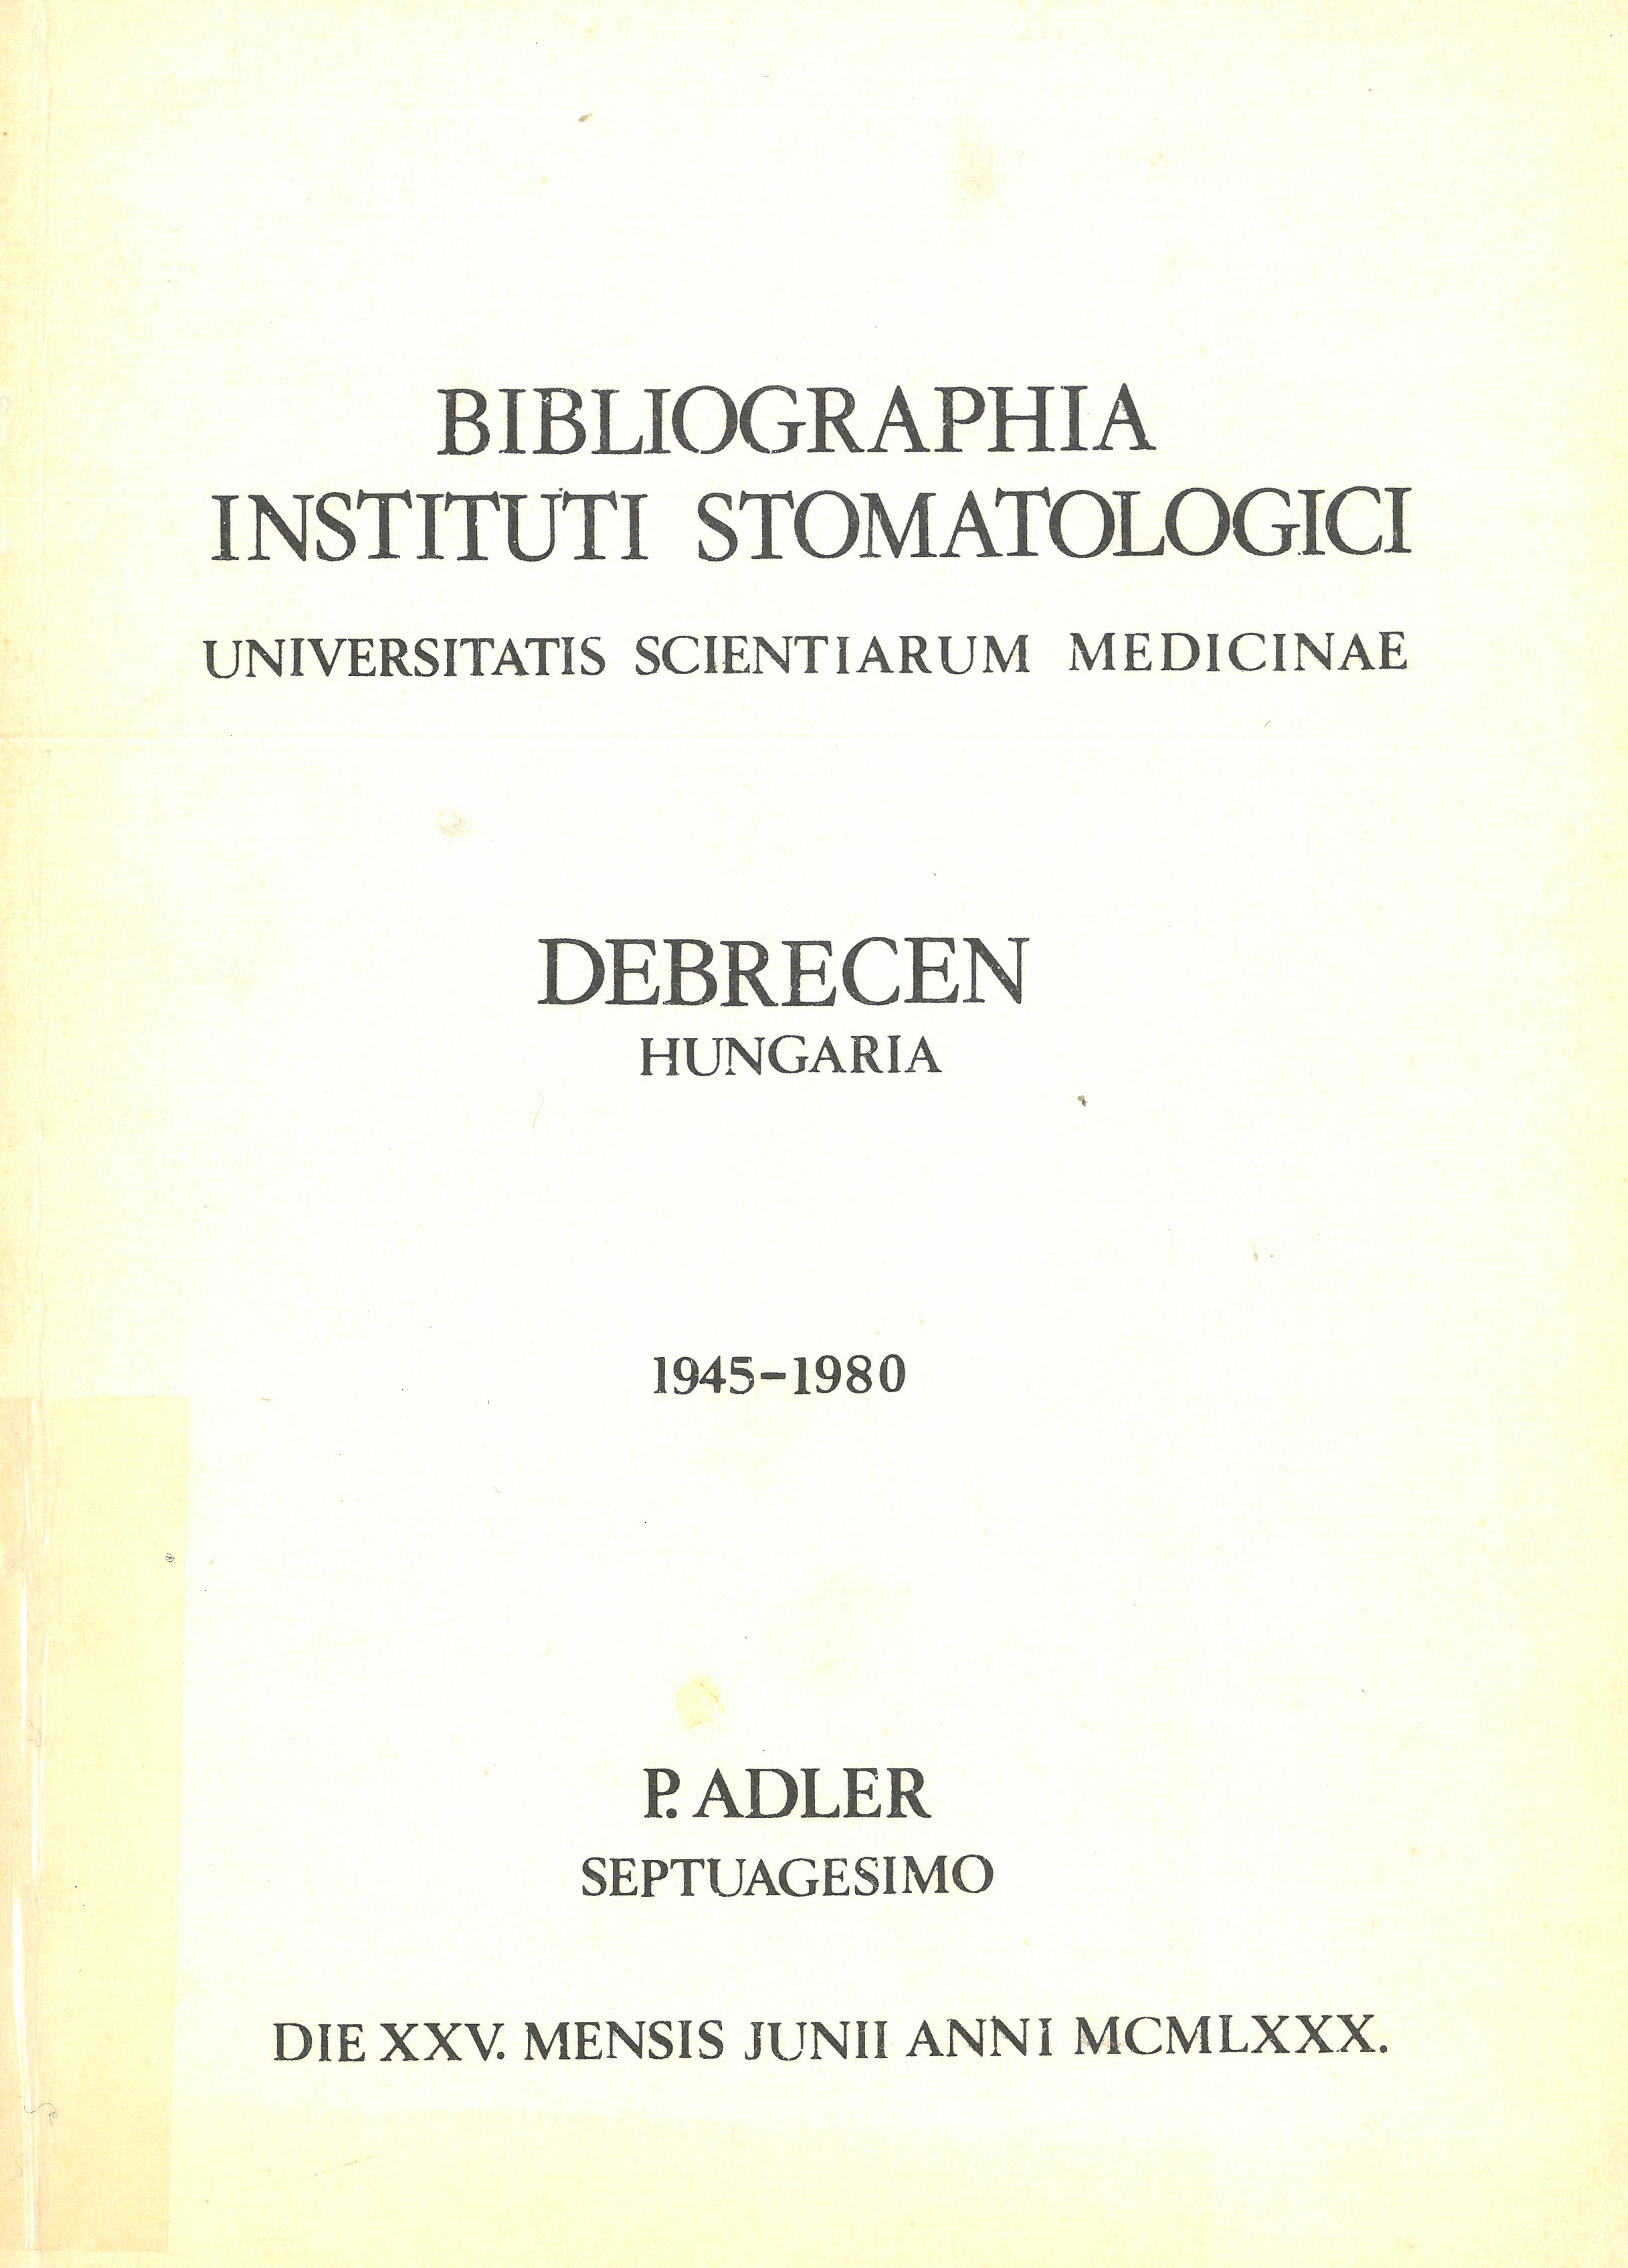 BIBLIOGRAPHIA
INSTITUTI STOMATOLOGICI
UNIVERSITATIS SCIENTIARUM MEDICINAE
DEBRECEN
HUNGARIA
1945-1980
P. ADLER
SEPTUAGESIMO
DIE XXV. MENSIS JUNII ANNI MCMLXXX.